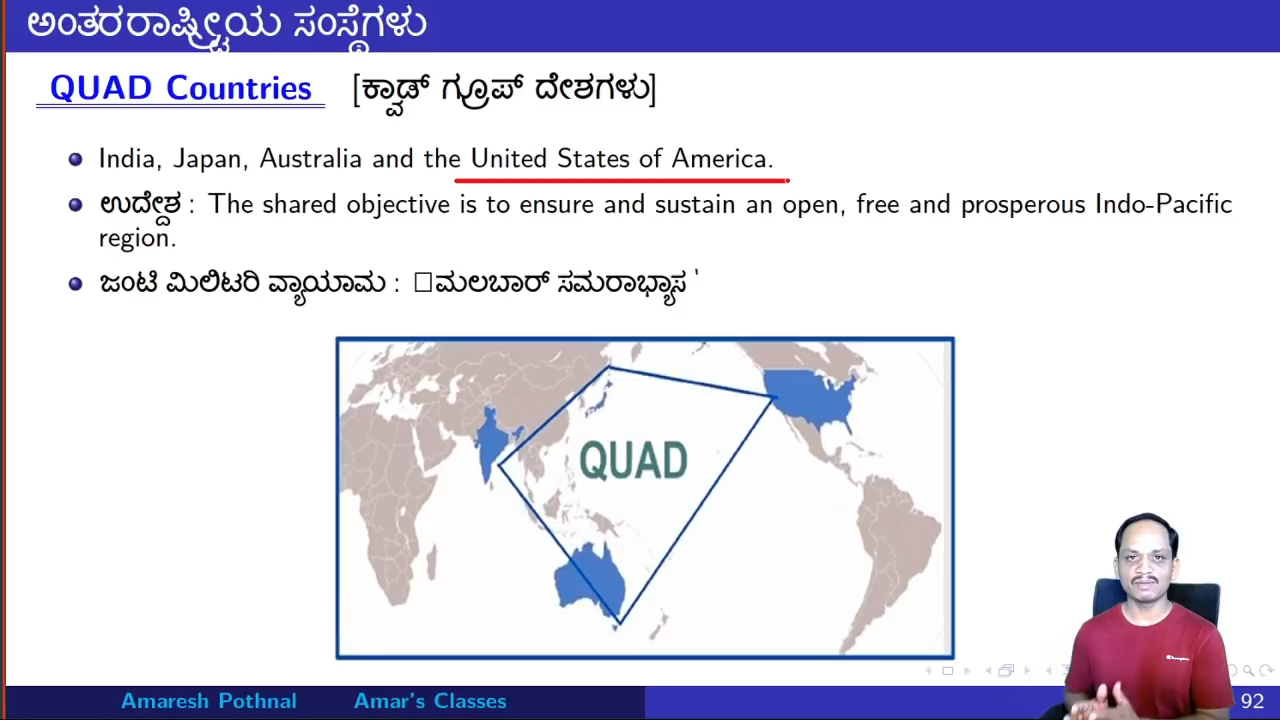 ಅಂತರರಾಷ್ಟ್ರೀಯ ಸಂಸ್ಥೆಗಳು
QUAD Countries [ಕ್ವಾಡ್ ಗ್ರೂಪ್ ದೇಶಗಳು]
India, Japan, Australia and the United States of America.
ಉದ್ದೇಶ : The shared objective is to ensure and sustain an open, free and prosperous Indo-Pacific
region.
ಜಂಟಿ ಮಿಲಿಟರಿ ವ್ಯಾಯಾಮ : □ಮಲಬಾರ್ ಸಮರಾಭ್ಯಾಸ '
QUAD
Champion
Amaresh Pothnal Amar's Classes 92